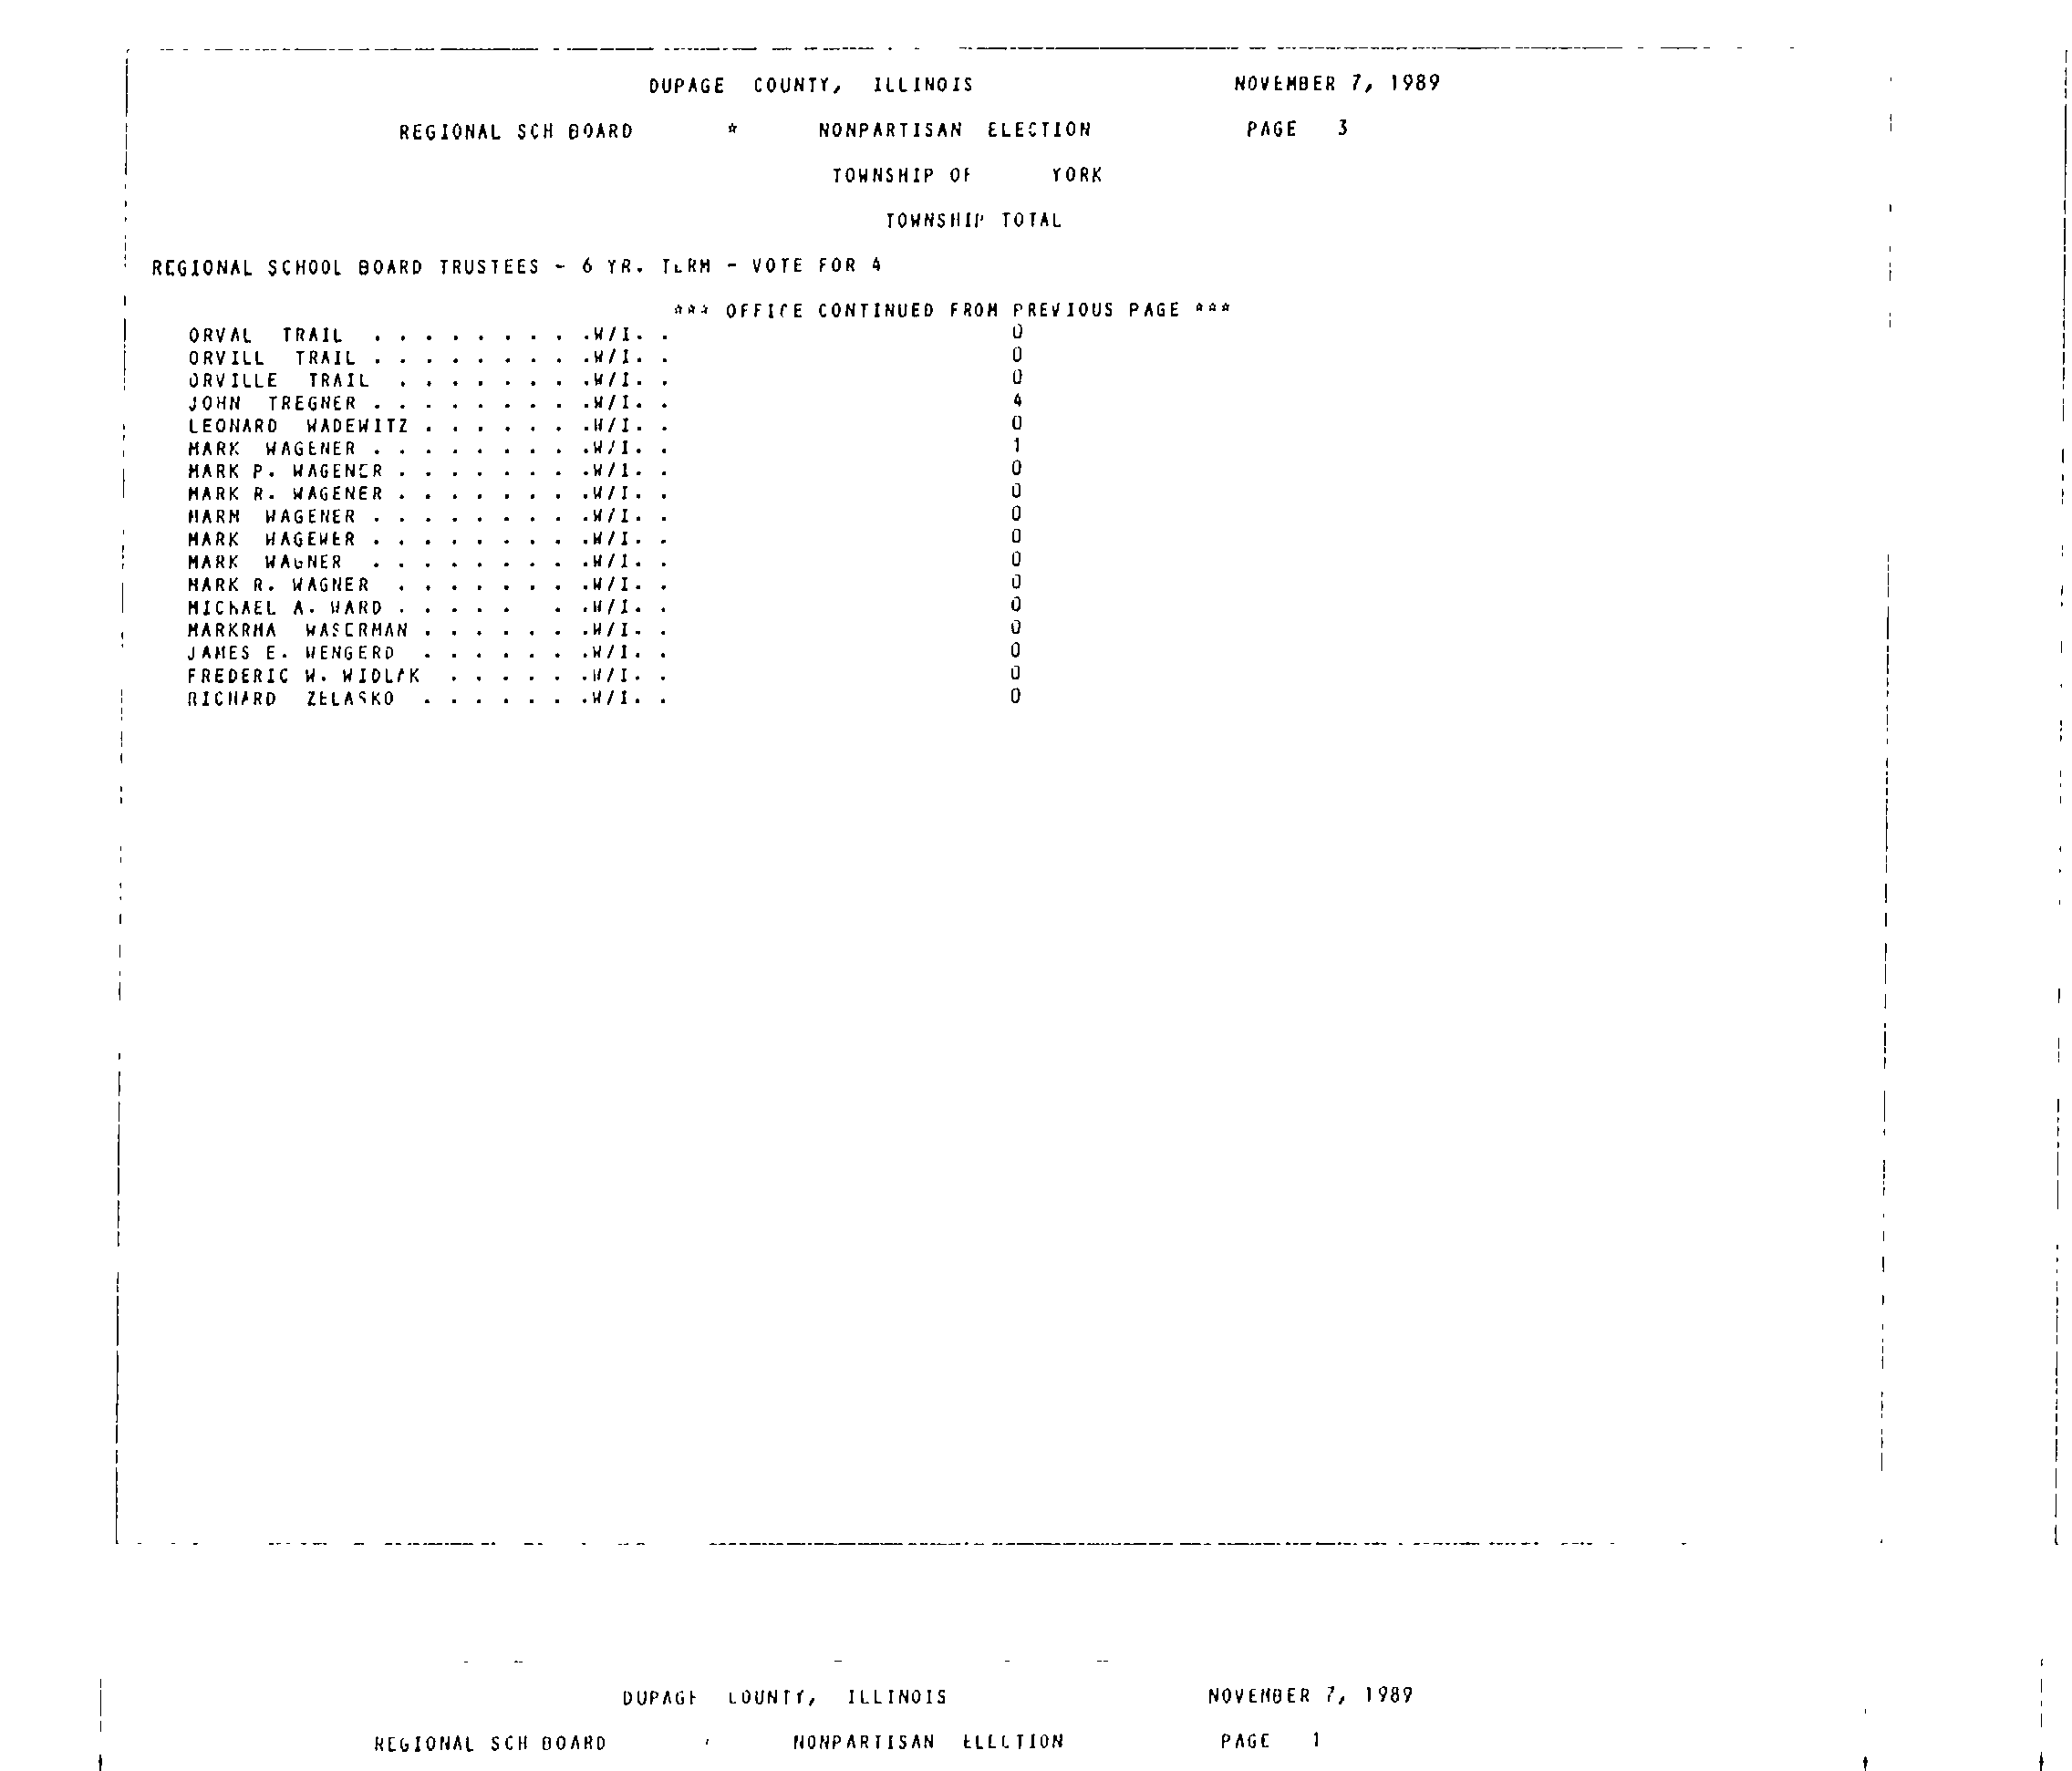 DUPAGE COUNTY, ILLINOIS NOVEMBER 7, 1989
REGIONAL SCH BOARD * NONPARTISAN ELECTION PAGE 3
TOWNSHIP OF YORK
TOWNSHIP TOTAL
REGIONAL SCHOOL BOARD TRUSTEES - 6 YR. TERM - VOTE FOR 4
*** OFFICE CONTINUED FROM PREVIOUS PAGE ***
ORVAL TRAIL . . . . . . . . .W/I. . 0
ORVILL TRAIL . . . . . . . . .W/I. . 0
ORVILLE TRAIL . . . . . . . .W/I. . 0
JOHN TREGNER . . . . . . . . .W/I. . 4
LEONARD WADEWITZ . . . . . . .W/I. . 0
MARK WAGENER . . . . . . . . .W/I. . 1
MARK P. WAGENER . . . . . . . .W/I. . 0
MARK R. WAGENER . . . . . . . .W/I. . 0
MARM WAGENER . . . . . . . . .W/I. . 0
MARK WAGEWER . . . . . . . . .W/I. . 0
MARK WAGNER . . . . . . . . .W/I. . 0
MARK R. WAGNER . . . . . . . .W/I. . 0
MICHAEL A. WARD . . . . . . .W/I. . 0
MARKRMA WASERMAN . . . . . . .W/I. . 0
JAMES E. WENGERD . . . . . . .W/I. . 0
FREDERIC W. WIDLAK . . . . . .W/I. . 0
RICHARD ZELASKO . . . . . . .W/I. . 0
DUPAGE COUNTY, ILLINOIS NOVEMBER 7, 1989
REGIONAL SCH BOARD NONPARTISAN ELECTION PAGE 1